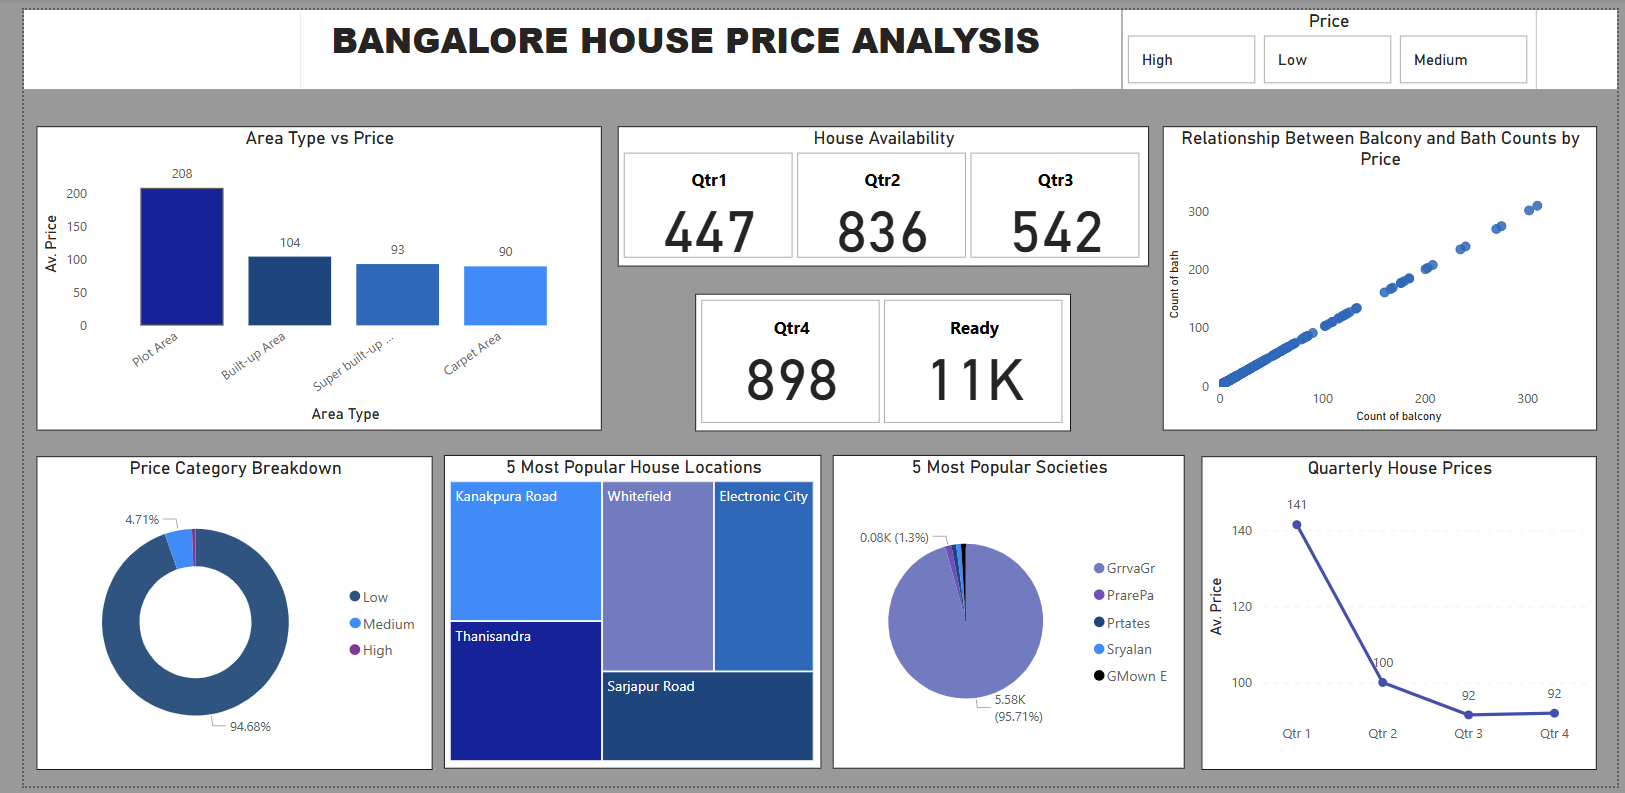 BANGALORE HOUSE PRICE ANALYSIS
Price
High
Low
Medium
Area Type vs Price
Av. Price
200
150
100
50
0
208
104
93
90
Plot Area
Built-up Area
Super built-up ...
Carpet Area
Area Type
House Availability
Qtr1
447
Qtr2
836
Qtr3
542
Qtr4
898
Ready
11K
Relationship Between Balcony and Bath Counts by
Price
Count of bath
300
200
100
0
0
100
200
300
Count of balcony
Price Category Breakdown
4.71%
94.68%
Low
Medium
High
5 Most Popular House Locations
Kanakpura Road
Whitefield
Electronic City
Thanisandra
Sarjapur Road
5 Most Popular Societies
0.08K (1.3%)
5.58K
(95.71%)
GrrvaGr
PrarePa
Prtates
Sryalan
GMown E
Quarterly House Prices
Av. Price
140
120
100
141
100
92
92
Qtr 1
Qtr 2
Qtr 3
Qtr 4